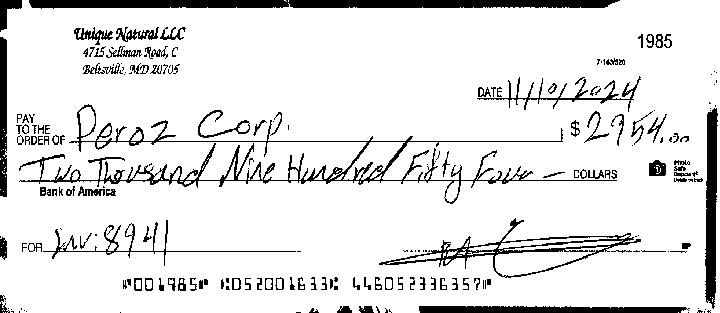 Unique Natural LLC
4715 Sellman Road, C
Beltsville, MD 20705
1985
7-163/520
DATE 11/10/2024
PAY TO THE ORDER OF Peroz Corp. $ 2954.00
Two Thousand Nine Hundred Fifty Four — DOLLARS
Photo Safe Deposit
Bank of America
FOR Inv: 8941
⑈001985⑈ ⑆052001633⑆ 446052336357⑈